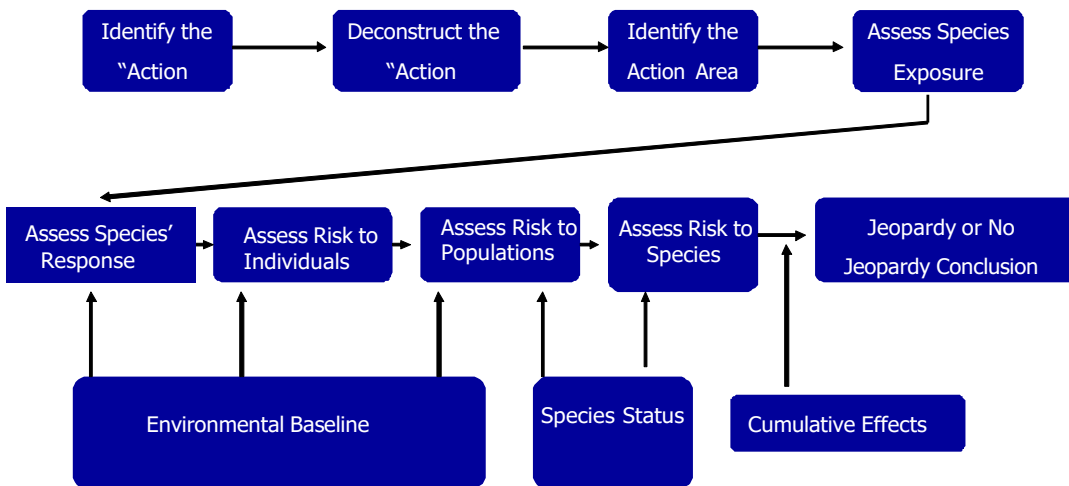 Identify the
“Action
Deconstruct the
“Action
Identify the
Action Area
Assess Species
Exposure
Assess Species’
Response
Assess Risk to
Individuals
Assess Risk to
Populations
Assess Risk to
Species
Jeopardy or No
Jeopardy Conclusion
Environmental Baseline
Species Status
Cumulative Effects